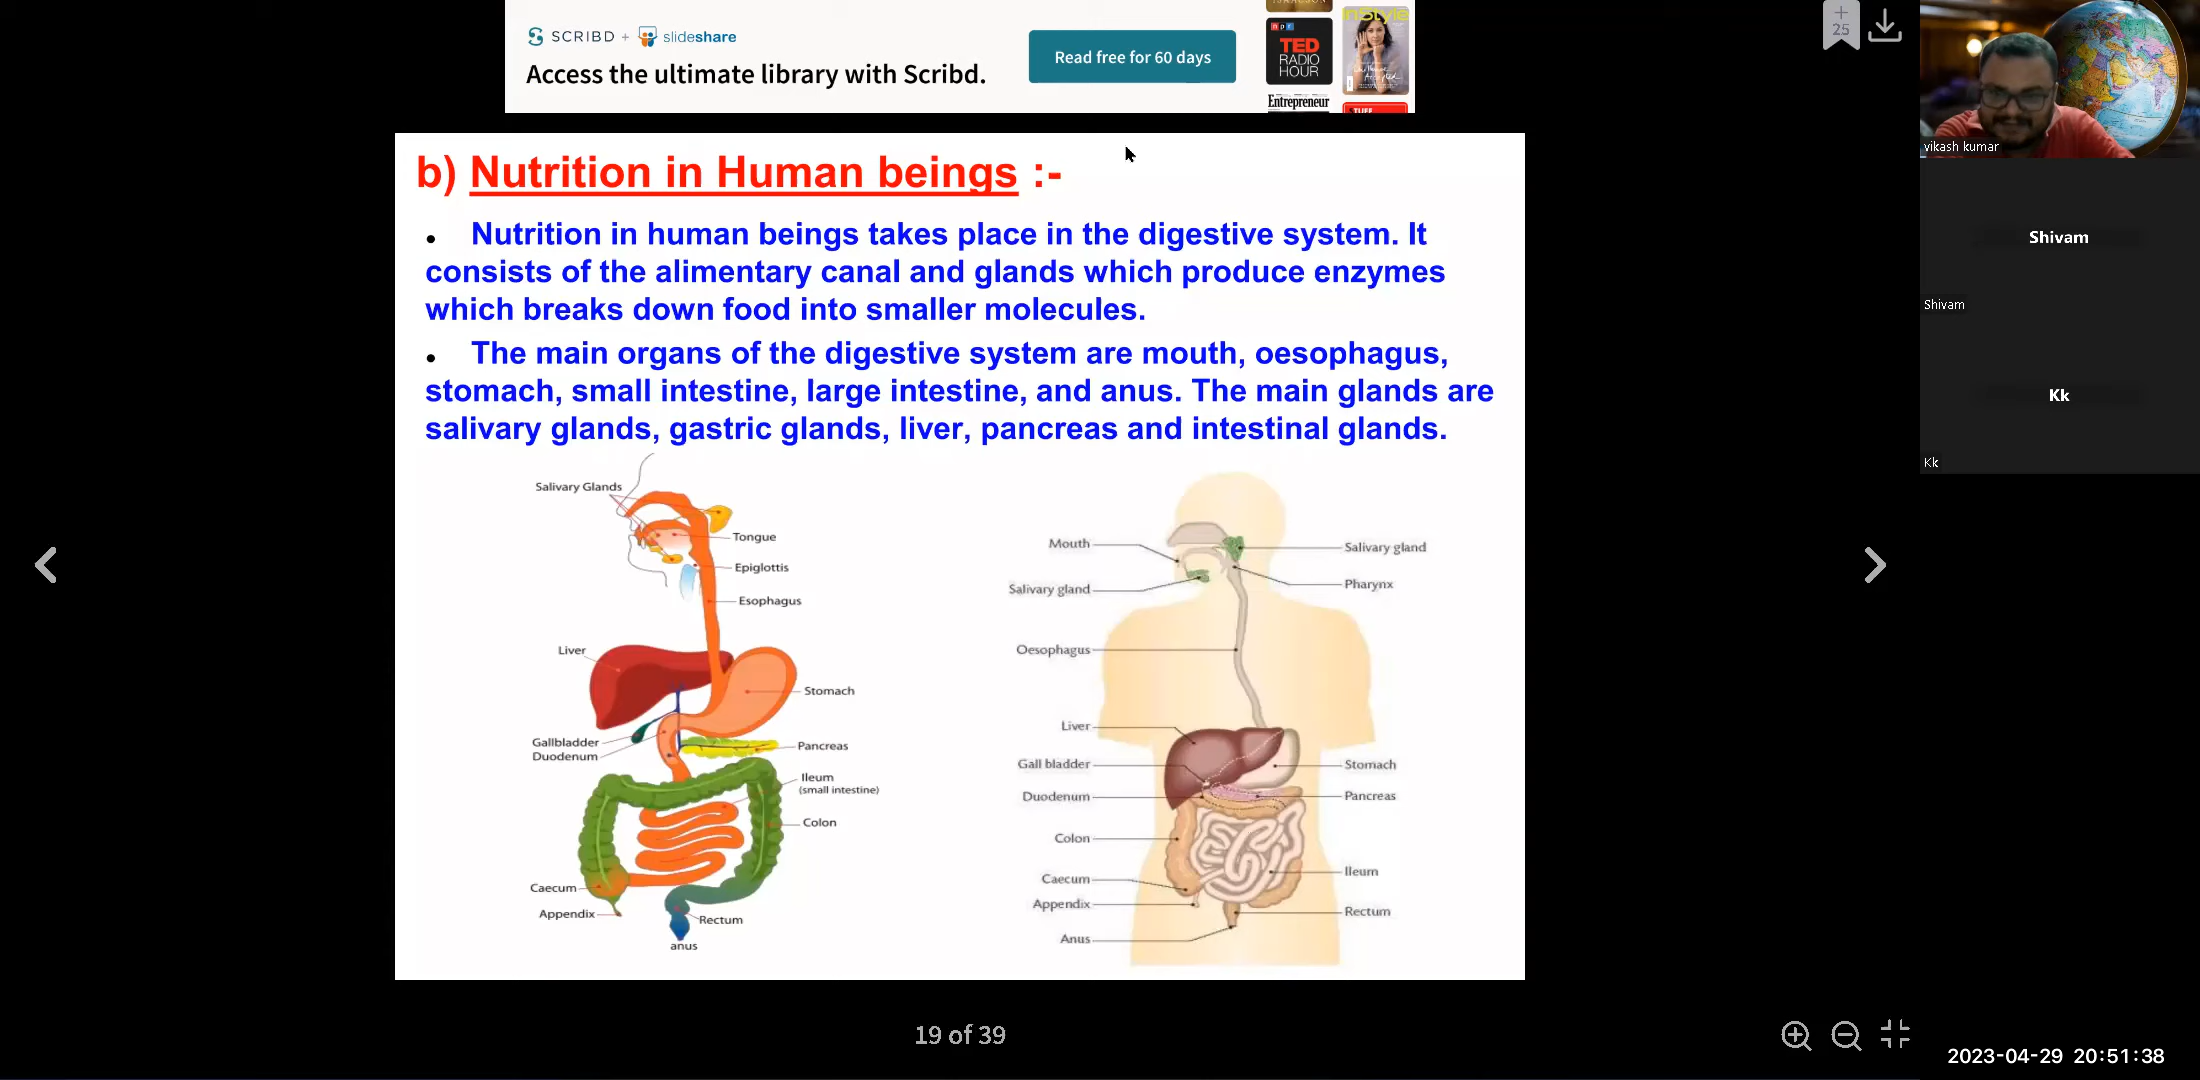 SCRIBD + slideshare
Access the ultimate library with Scribd.
Read free for 60 days
npr
TED
RADIO
HOUR
InStyle
Entrepreneur
+
25
vikash kumar
Shivam
Shivam
Kk
Kk
b) Nutrition in Human beings :-
• Nutrition in human beings takes place in the digestive system. It
consists of the alimentary canal and glands which produce enzymes
which breaks down food into smaller molecules.
• The main organs of the digestive system are mouth, oesophagus,
stomach, small intestine, large intestine, and anus. The main glands are
salivary glands, gastric glands, liver, pancreas and intestinal glands.
Salivary Glands
Tongue
Epiglottis
Esophagus
Liver
Stomach
Gallbladder
Duodenum
Pancreas
Ileum
(small intestine)
Colon
Caecum
Appendix
Rectum
anus
Mouth
Salivary gland
Salivary gland
Pharynx
Oesophagus
Liver
Gall bladder
Stomach
Duodenum
Pancreas
Colon
Caecum
Ileum
Appendix
Rectum
Anus
19 of 39
2023-04-29 20:51:38